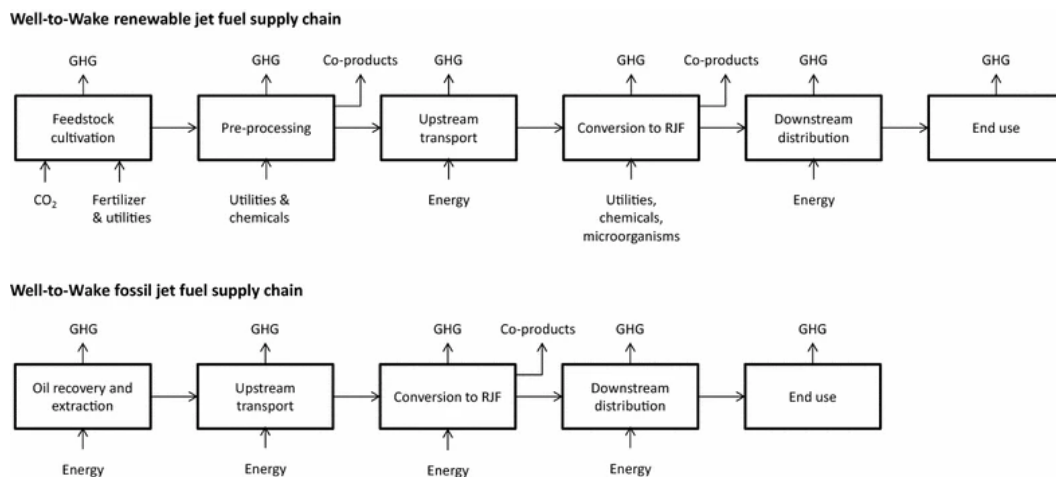 Well-to-Wake renewable jet fuel supply chain
GHG
GHG
Co-products
GHG
GHG
Co-products
GHG
GHG
Feedstock
cultivation
Pre-processing
Upstream
transport
Conversion to RJF
Downstream
distribution
End use
CO₂
Fertilizer
& utilities
Utilities &
chemicals
Energy
Utilities,
chemicals,
microorganisms
Energy
Well-to-Wake fossil jet fuel supply chain
GHG
GHG
GHG
Co-products
GHG
GHG
Oil recovery and
extraction
Upstream
transport
Conversion to RJF
Downstream
distribution
End use
Energy
Energy
Energy
Energy